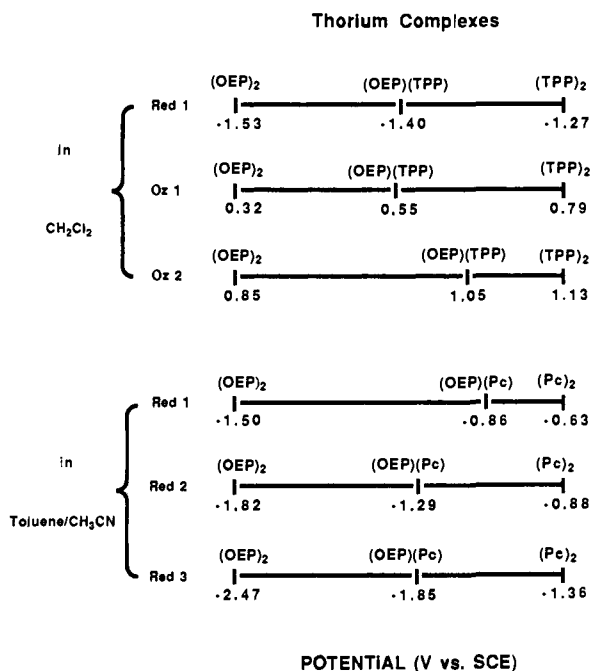 Thorium Complexes
(OEP)₂ (OEP)(TPP) (TPP)₂
Red 1
-1.53 -1.40 -1.27
In
(OEP)₂ (OEP)(TPP) (TPP)₂
Oz 1
0.32 0.55 0.79
CH₂Cl₂
(OEP)₂ (OEP)(TPP) (TPP)₂
Oz 2
0.85 1.05 1.13
(OEP)₂ (OEP)(Pc) (Pc)₂
Red 1
-1.50 -0.86 -0.63
in
(OEP)₂ (OEP)(Pc) (Pc)₂
Red 2
-1.82 -1.29 -0.88
Toluene/CH₃CN
(OEP)₂ (OEP)(Pc) (Pc)₂
Red 3
-2.47 -1.85 -1.36
POTENTIAL (V vs. SCE)